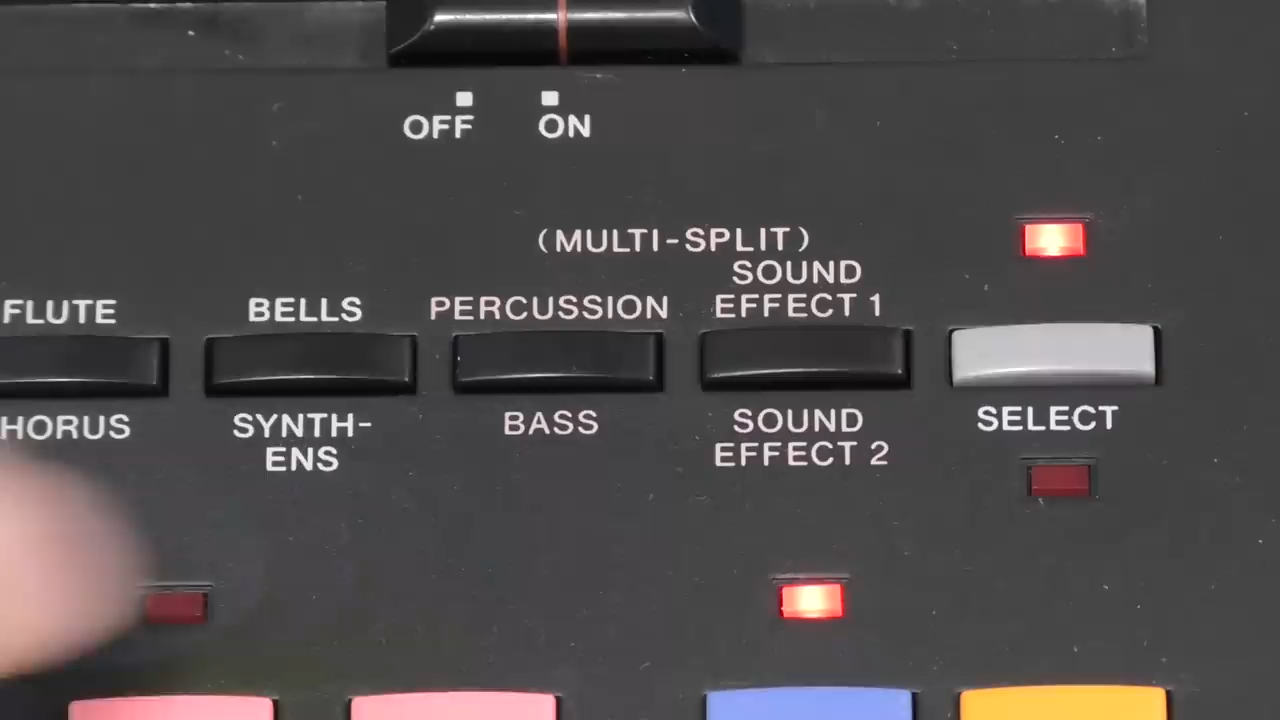 OFF ON
(MULTI-SPLIT)
FLUTE BELLS PERCUSSION SOUND EFFECT 1
HORUS SYNTH-ENS BASS SOUND EFFECT 2 SELECT